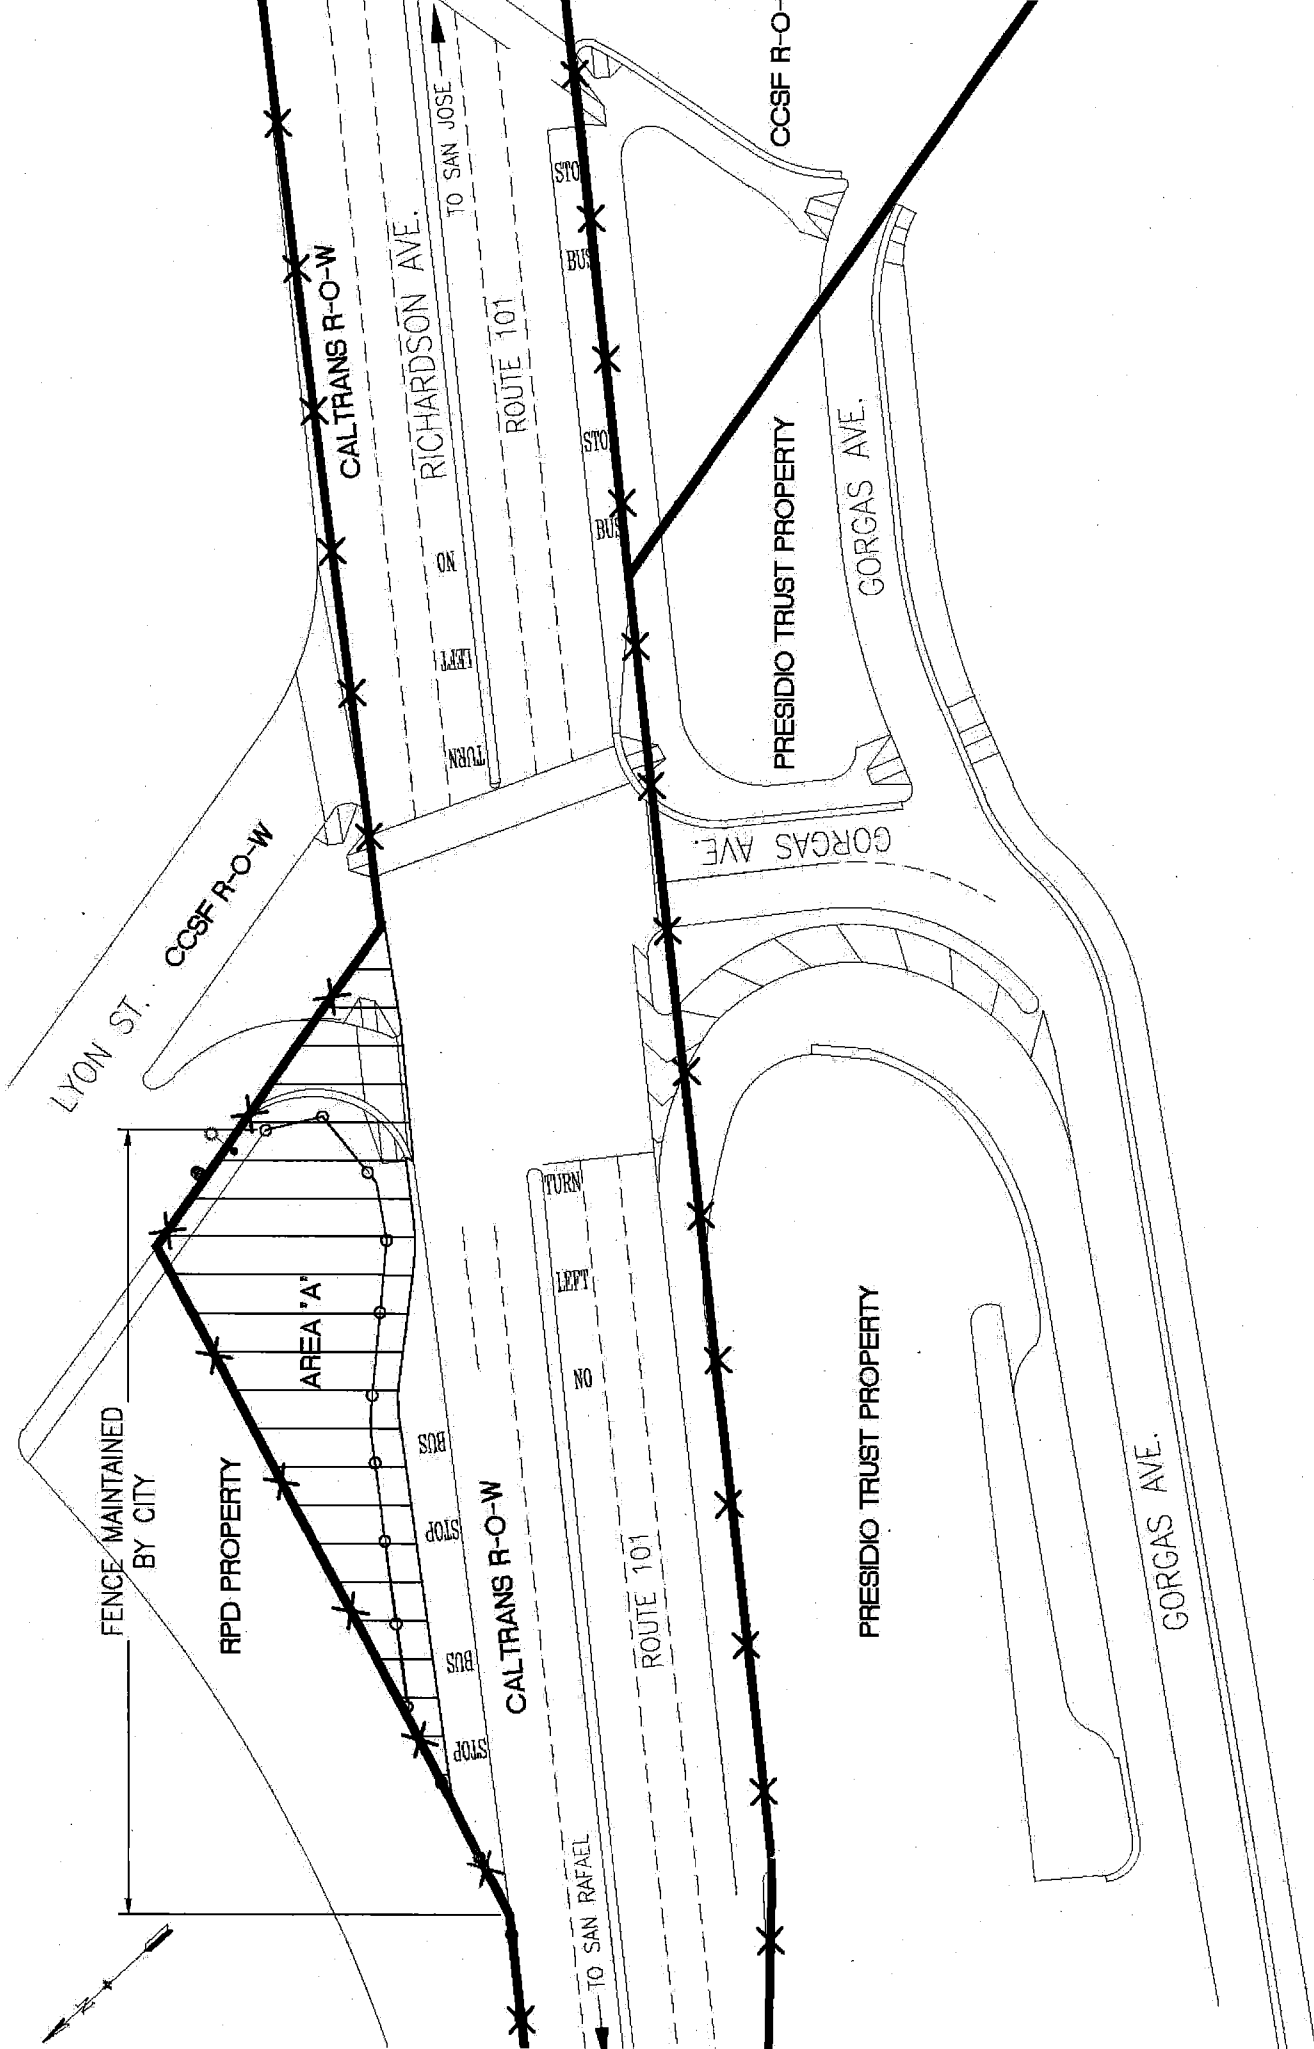 CCSF R-O-
TO SAN JOSE
STO
BUS
CALTRANS R-O-W
RICHARDSON AVE.
ROUTE 101
STO
BUS
NO
LEFT
TURN
PRESIDIO TRUST PROPERTY
GORGAS AVE.
GORGAS AVE.
CCSF R-O-W
LYON ST.
TURN
LEFT
NO
AREA "A"
FENCE MAINTAINED
BY CITY
RPD PROPERTY
BUS
STOP
BUS
STOP
CALTRANS R-O-W
ROUTE 101
PRESIDIO TRUST PROPERTY
GORGAS AVE.
TO SAN RAFAEL
N